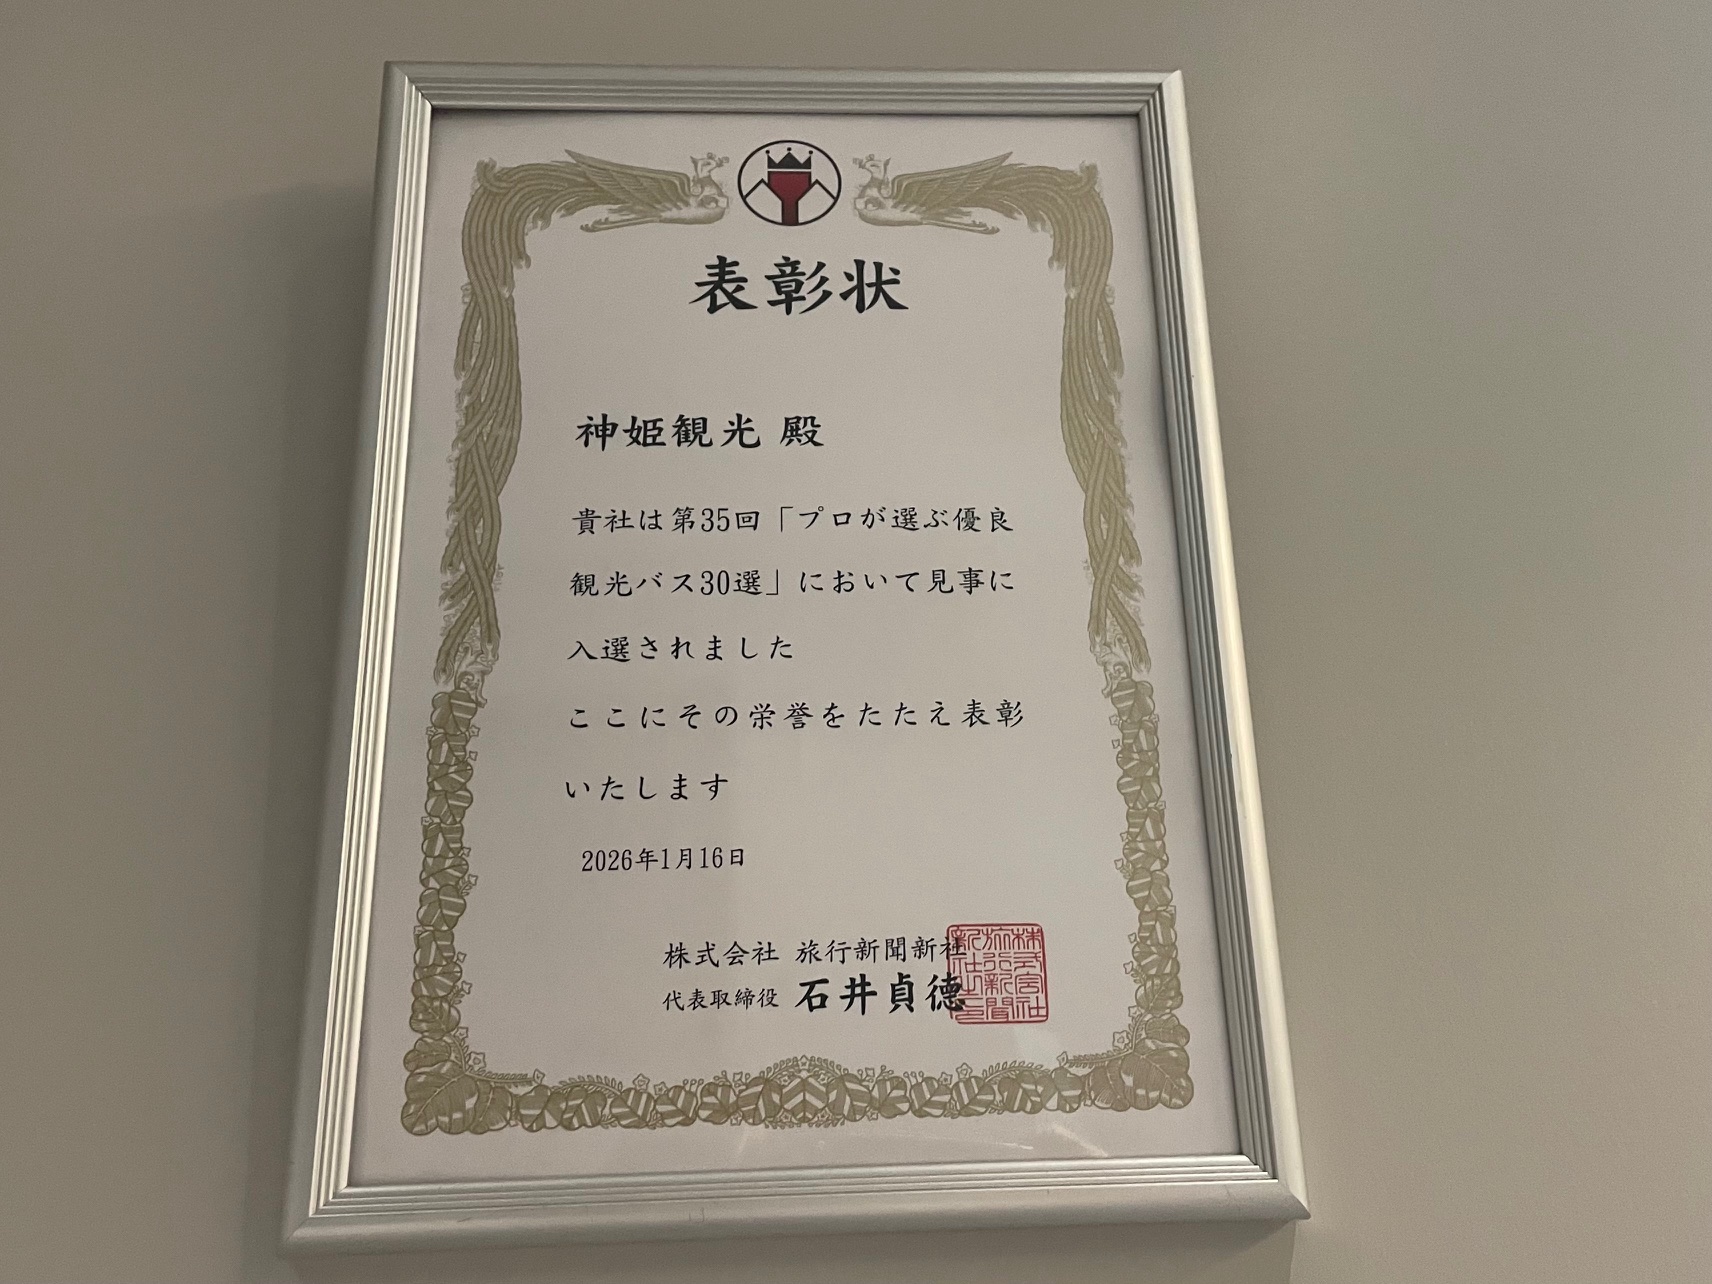 表彰状
神姫観光 殿
貴社は第35回「プロが選ぶ優良
観光バス30選」において見事に
入選されました
ここにその栄誉をたたえ表彰
いたします
2026年1月16日
株式会社 旅行新聞新社
代表取締役 石井貞德